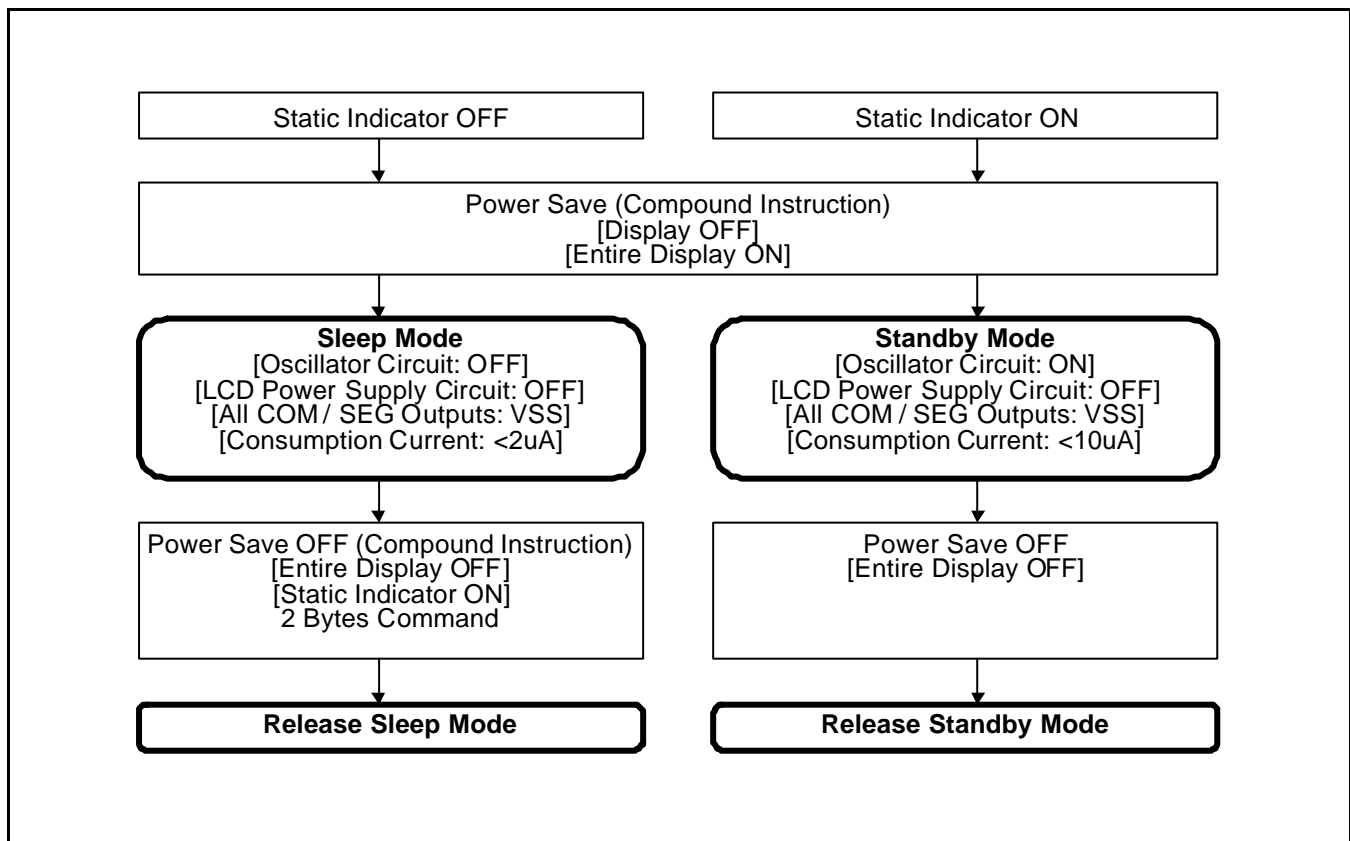 Static Indicator OFF
Static Indicator ON
Power Save (Compound Instruction)
[Display OFF]
[Entire Display ON]
Sleep Mode
[Oscillator Circuit: OFF]
[LCD Power Supply Circuit: OFF]
[All COM / SEG Outputs: VSS]
[Consumption Current: <2uA]
Standby Mode
[Oscillator Circuit: ON]
[LCD Power Supply Circuit: OFF]
[All COM / SEG Outputs: VSS]
[Consumption Current: <10uA]
Power Save OFF (Compound Instruction)
[Entire Display OFF]
[Static Indicator ON]
2 Bytes Command
Power Save OFF
[Entire Display OFF]
Release Sleep Mode
Release Standby Mode